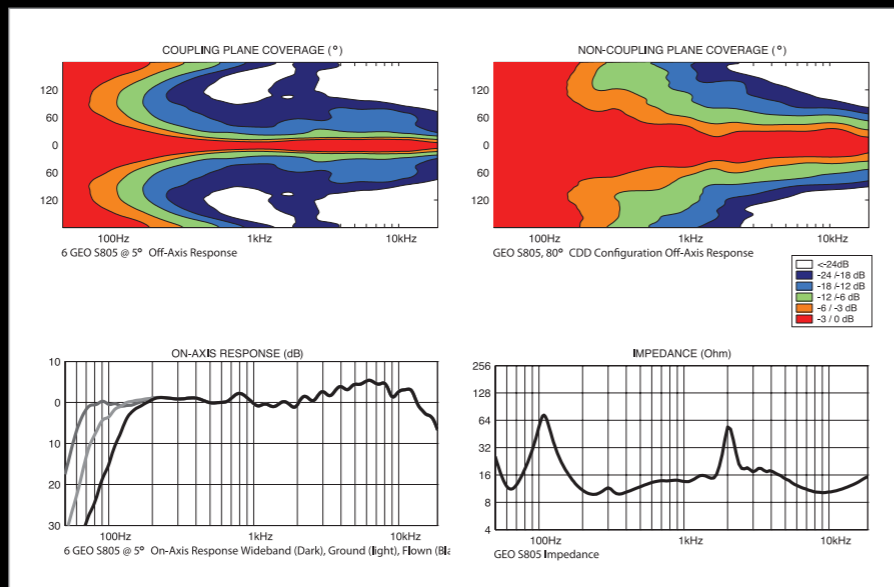 COUPLING PLANE COVERAGE (°)
120
60
0
60
120
100Hz 1kHz 10kHz
6 GEO S805 @ 5° Off-Axis Response
NON-COUPLING PLANE COVERAGE (°)
120
60
0
60
120
100Hz 1kHz 10kHz
GEO S805, 80° CDD Configuration Off-Axis Response
<-24dB
-24 /-18 dB
-18 /-12 dB
-12 /-6 dB
-6 / -3 dB
-3 / 0 dB
ON-AXIS RESPONSE (dB)
10
0
10
20
30
100Hz 1kHz 10kHz
6 GEO S805 @ 5° On-Axis Response Wideband (Dark), Ground (light), Flown (Bla
IMPEDANCE (Ohm)
256
128
64
32
16
8
4
100Hz 1kHz 10kHz
GEO S805 Impedance